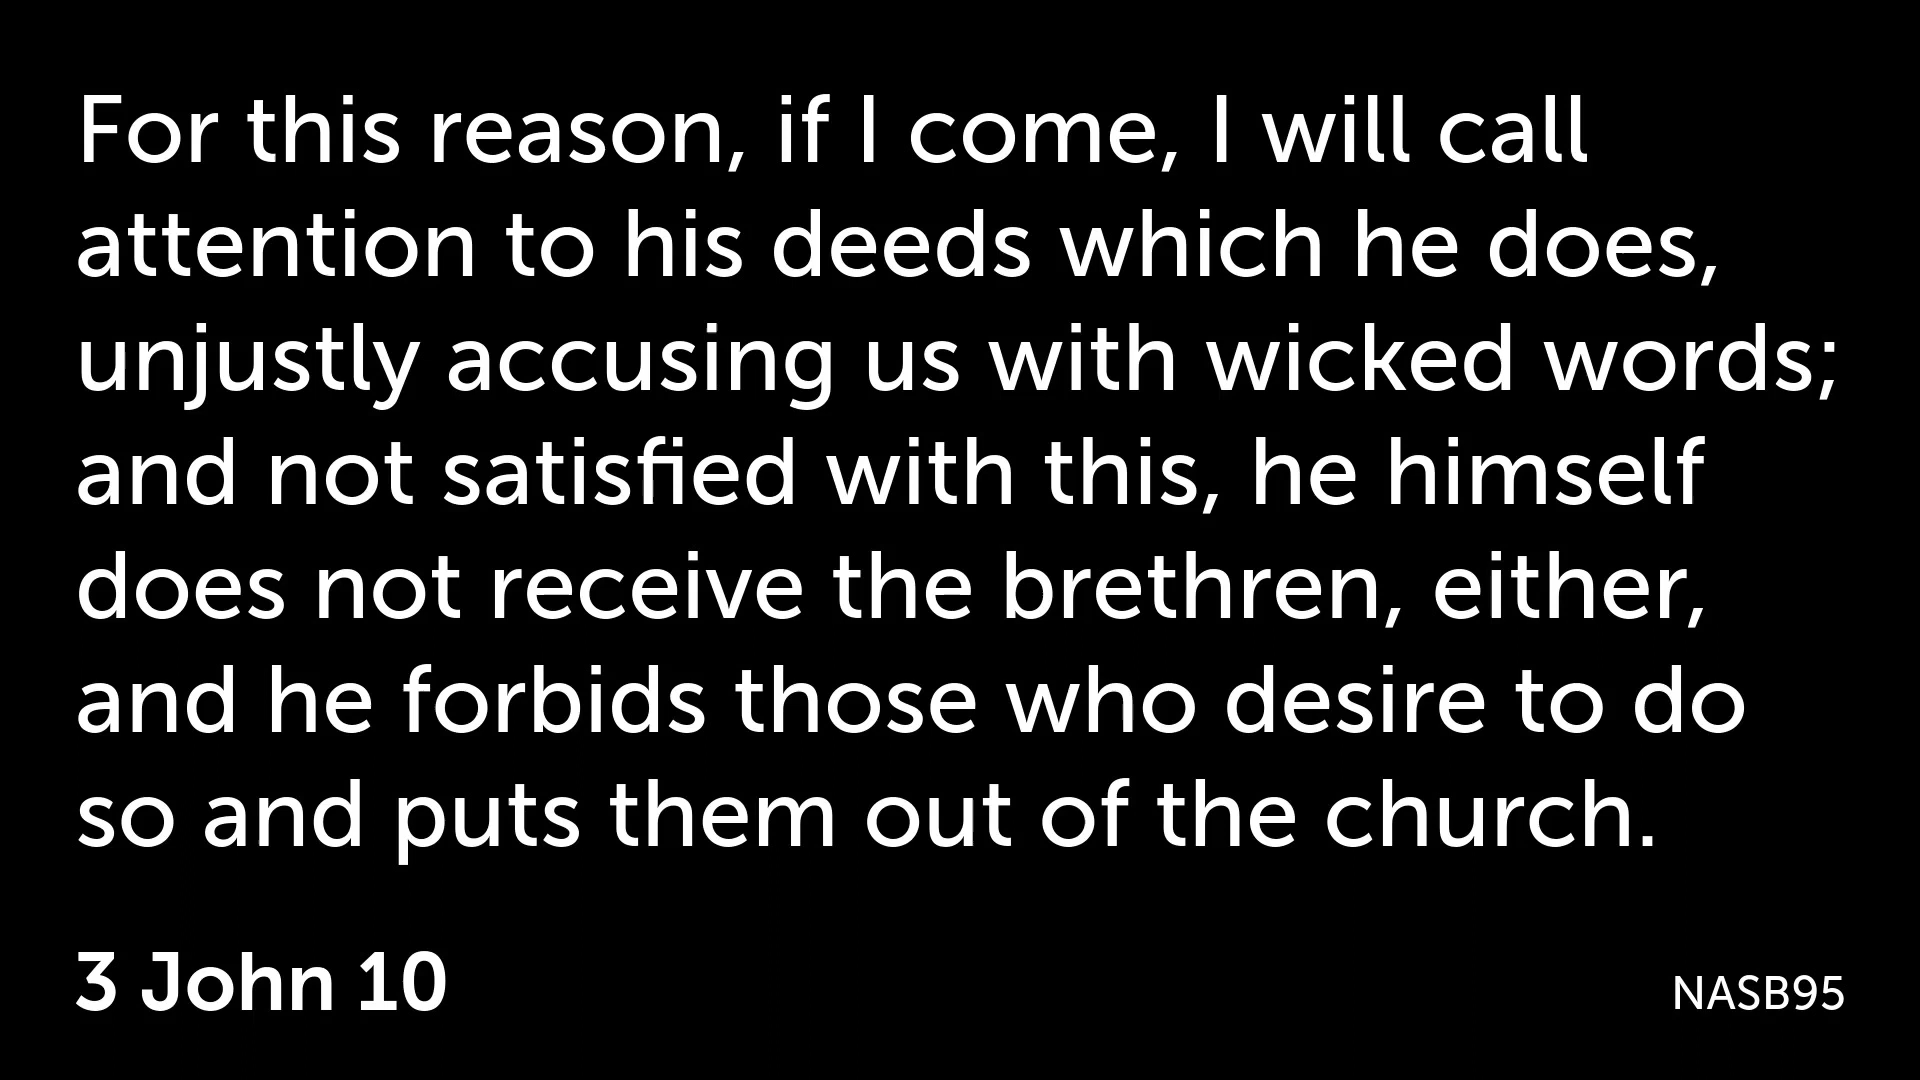 For this reason, if I come, I will call
attention to his deeds which he does,
unjustly accusing us with wicked words;
and not satisfied with this, he himself
does not receive the brethren, either,
and he forbids those who desire to do
so and puts them out of the church.
3 John 10
NASB95